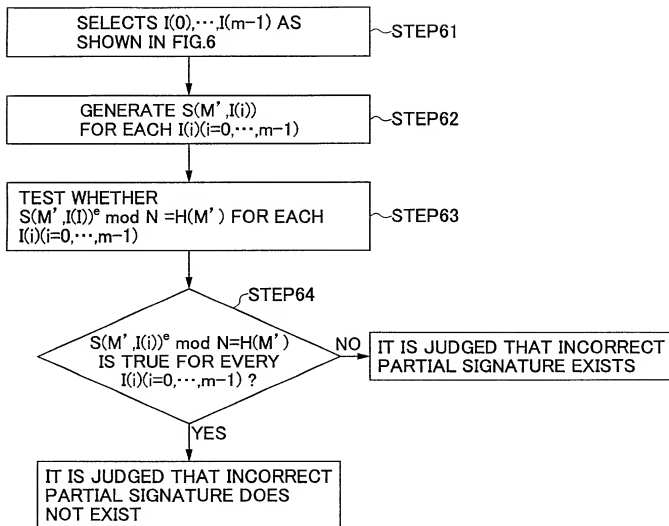 SELECTS I(0),⋯,I(m-1) AS
SHOWN IN FIG.6
STEP61
GENERATE S(M',I(i))
FOR EACH I(i)(i=0,⋯,m-1)
STEP62
TEST WHETHER
S(M',I(I))^e mod N =H(M') FOR EACH
I(i)(i=0,⋯,m-1)
STEP63
STEP64
S(M',I(i))^e mod N=H(M')
IS TRUE FOR EVERY
I(i)(i=0,⋯,m-1) ?
NO
IT IS JUDGED THAT INCORRECT
PARTIAL SIGNATURE EXISTS
YES
IT IS JUDGED THAT INCORRECT
PARTIAL SIGNATURE DOES
NOT EXIST